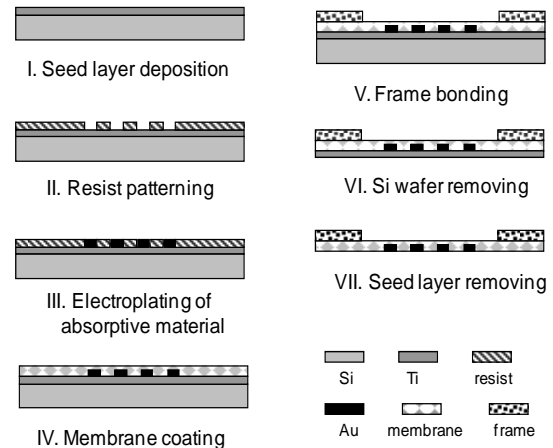 I. Seed layer deposition
II. Resist patterning
III. Electroplating of
absorptive material
IV. Membrane coating
V. Frame bonding
VI. Si wafer removing
VII. Seed layer removing
Si Ti resist
Au membrane frame